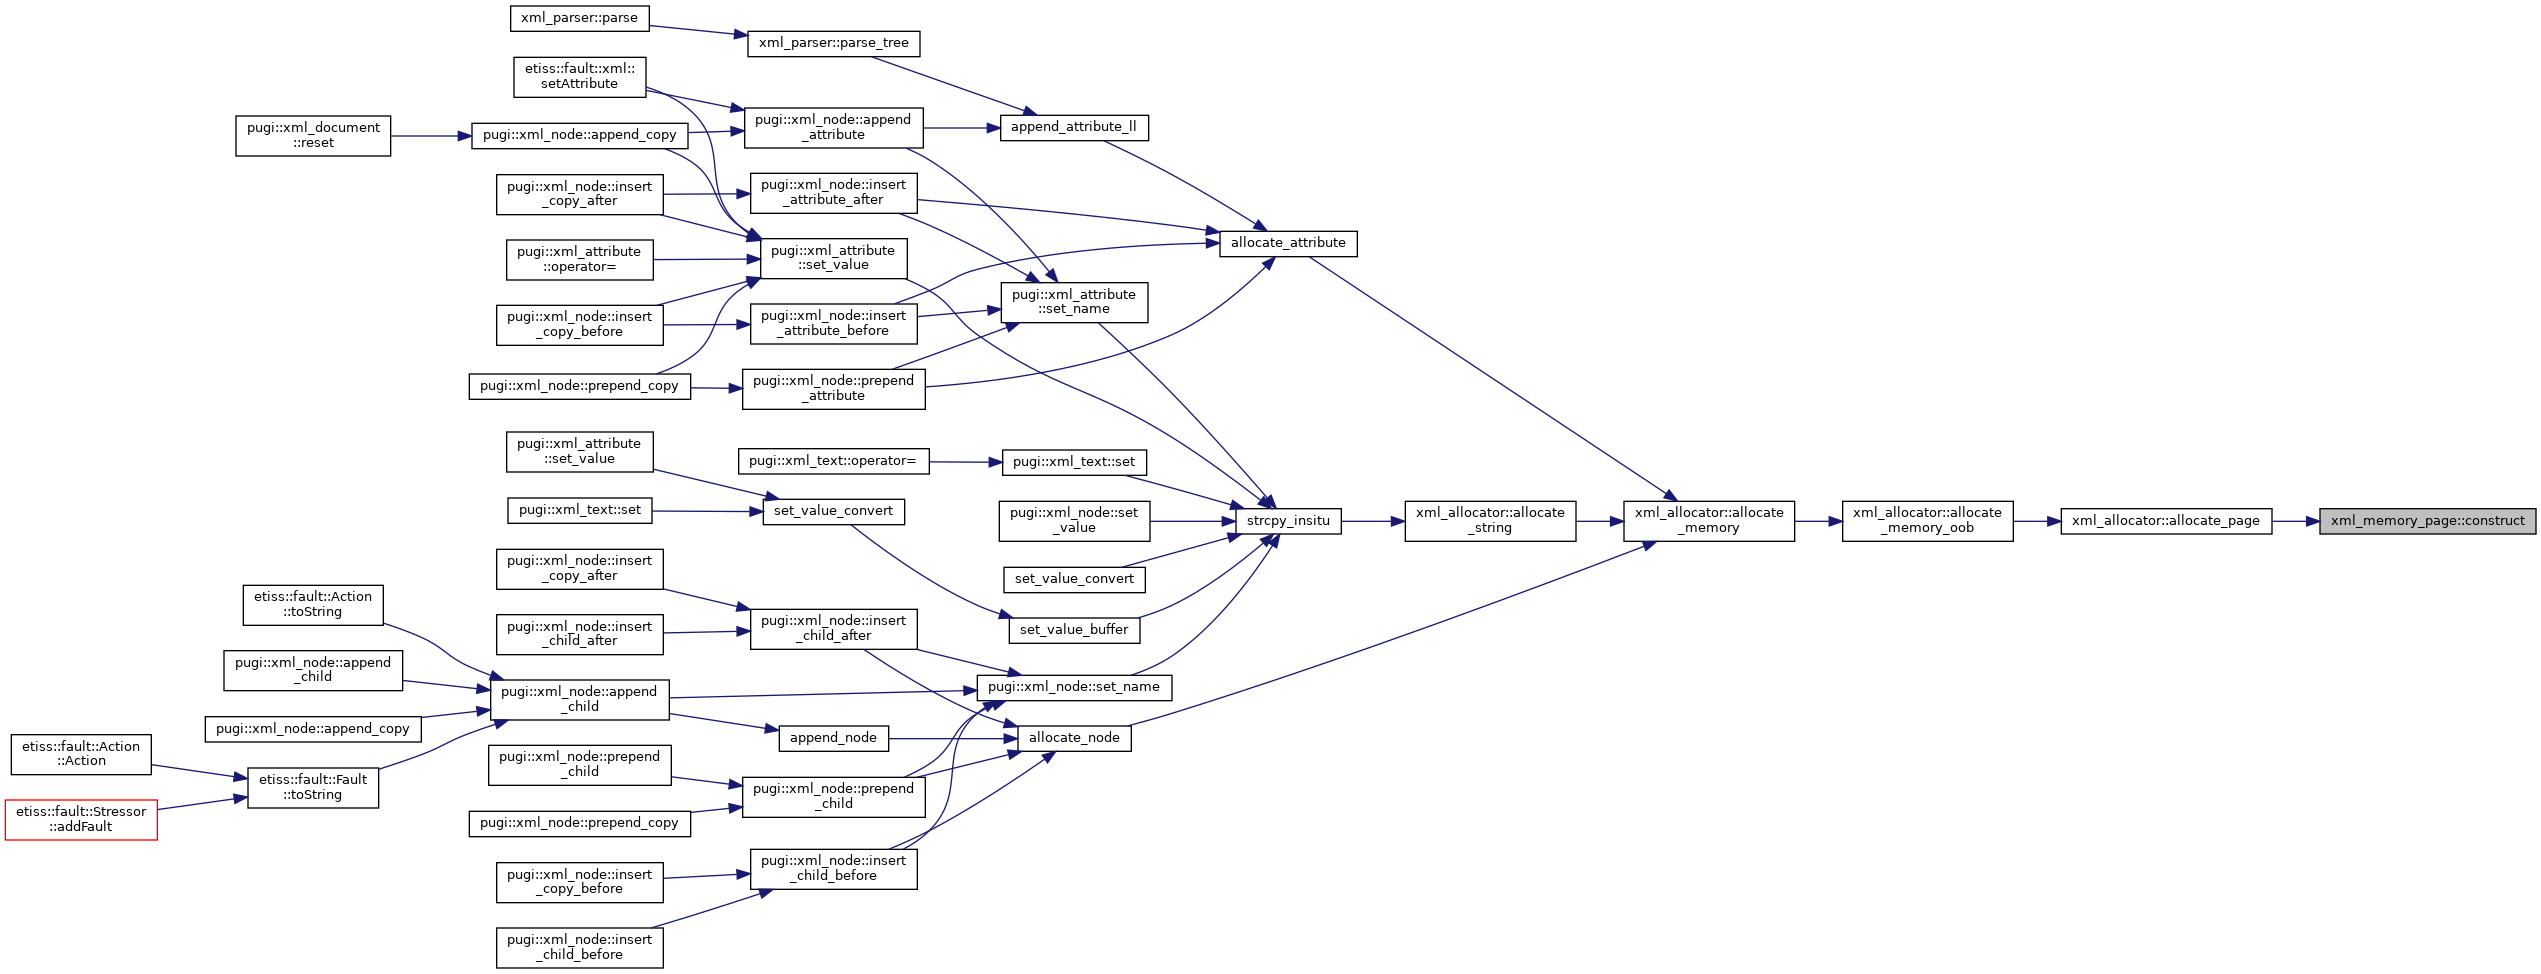 xml_parser::parse
xml_parser::parse_tree
etiss::fault::xml::
setAttribute
pugi::xml_node::append
_attribute
pugi::xml_document
::reset
pugi::xml_node::append_copy
append_attribute_ll
pugi::xml_node::insert
_copy_after
pugi::xml_node::insert
_attribute_after
pugi::xml_attribute
::operator=
pugi::xml_attribute
::set_value
allocate_attribute
pugi::xml_attribute
::set_name
pugi::xml_node::insert
_copy_before
pugi::xml_node::insert
_attribute_before
pugi::xml_node::prepend_copy
pugi::xml_node::prepend
_attribute
pugi::xml_attribute
::set_value
pugi::xml_text::operator=
pugi::xml_text::set
pugi::xml_text::set
set_value_convert
pugi::xml_node::set
_value
strcpy_insitu
xml_allocator::allocate
_string
xml_allocator::allocate
_memory
xml_allocator::allocate
_memory_oob
xml_allocator::allocate_page
xml_memory_page::construct
pugi::xml_node::insert
_copy_after
set_value_convert
etiss::fault::Action
::toString
pugi::xml_node::insert
_child_after
pugi::xml_node::insert
_child_after
set_value_buffer
pugi::xml_node::append
_child
pugi::xml_node::append
_child
pugi::xml_node::set_name
pugi::xml_node::append_copy
append_node
allocate_node
etiss::fault::Action
::Action
pugi::xml_node::prepend
_child
etiss::fault::Fault
::toString
pugi::xml_node::prepend
_child
etiss::fault::Stressor
::addFault
pugi::xml_node::prepend_copy
pugi::xml_node::insert
_child_before
pugi::xml_node::insert
_copy_before
pugi::xml_node::insert
_child_before